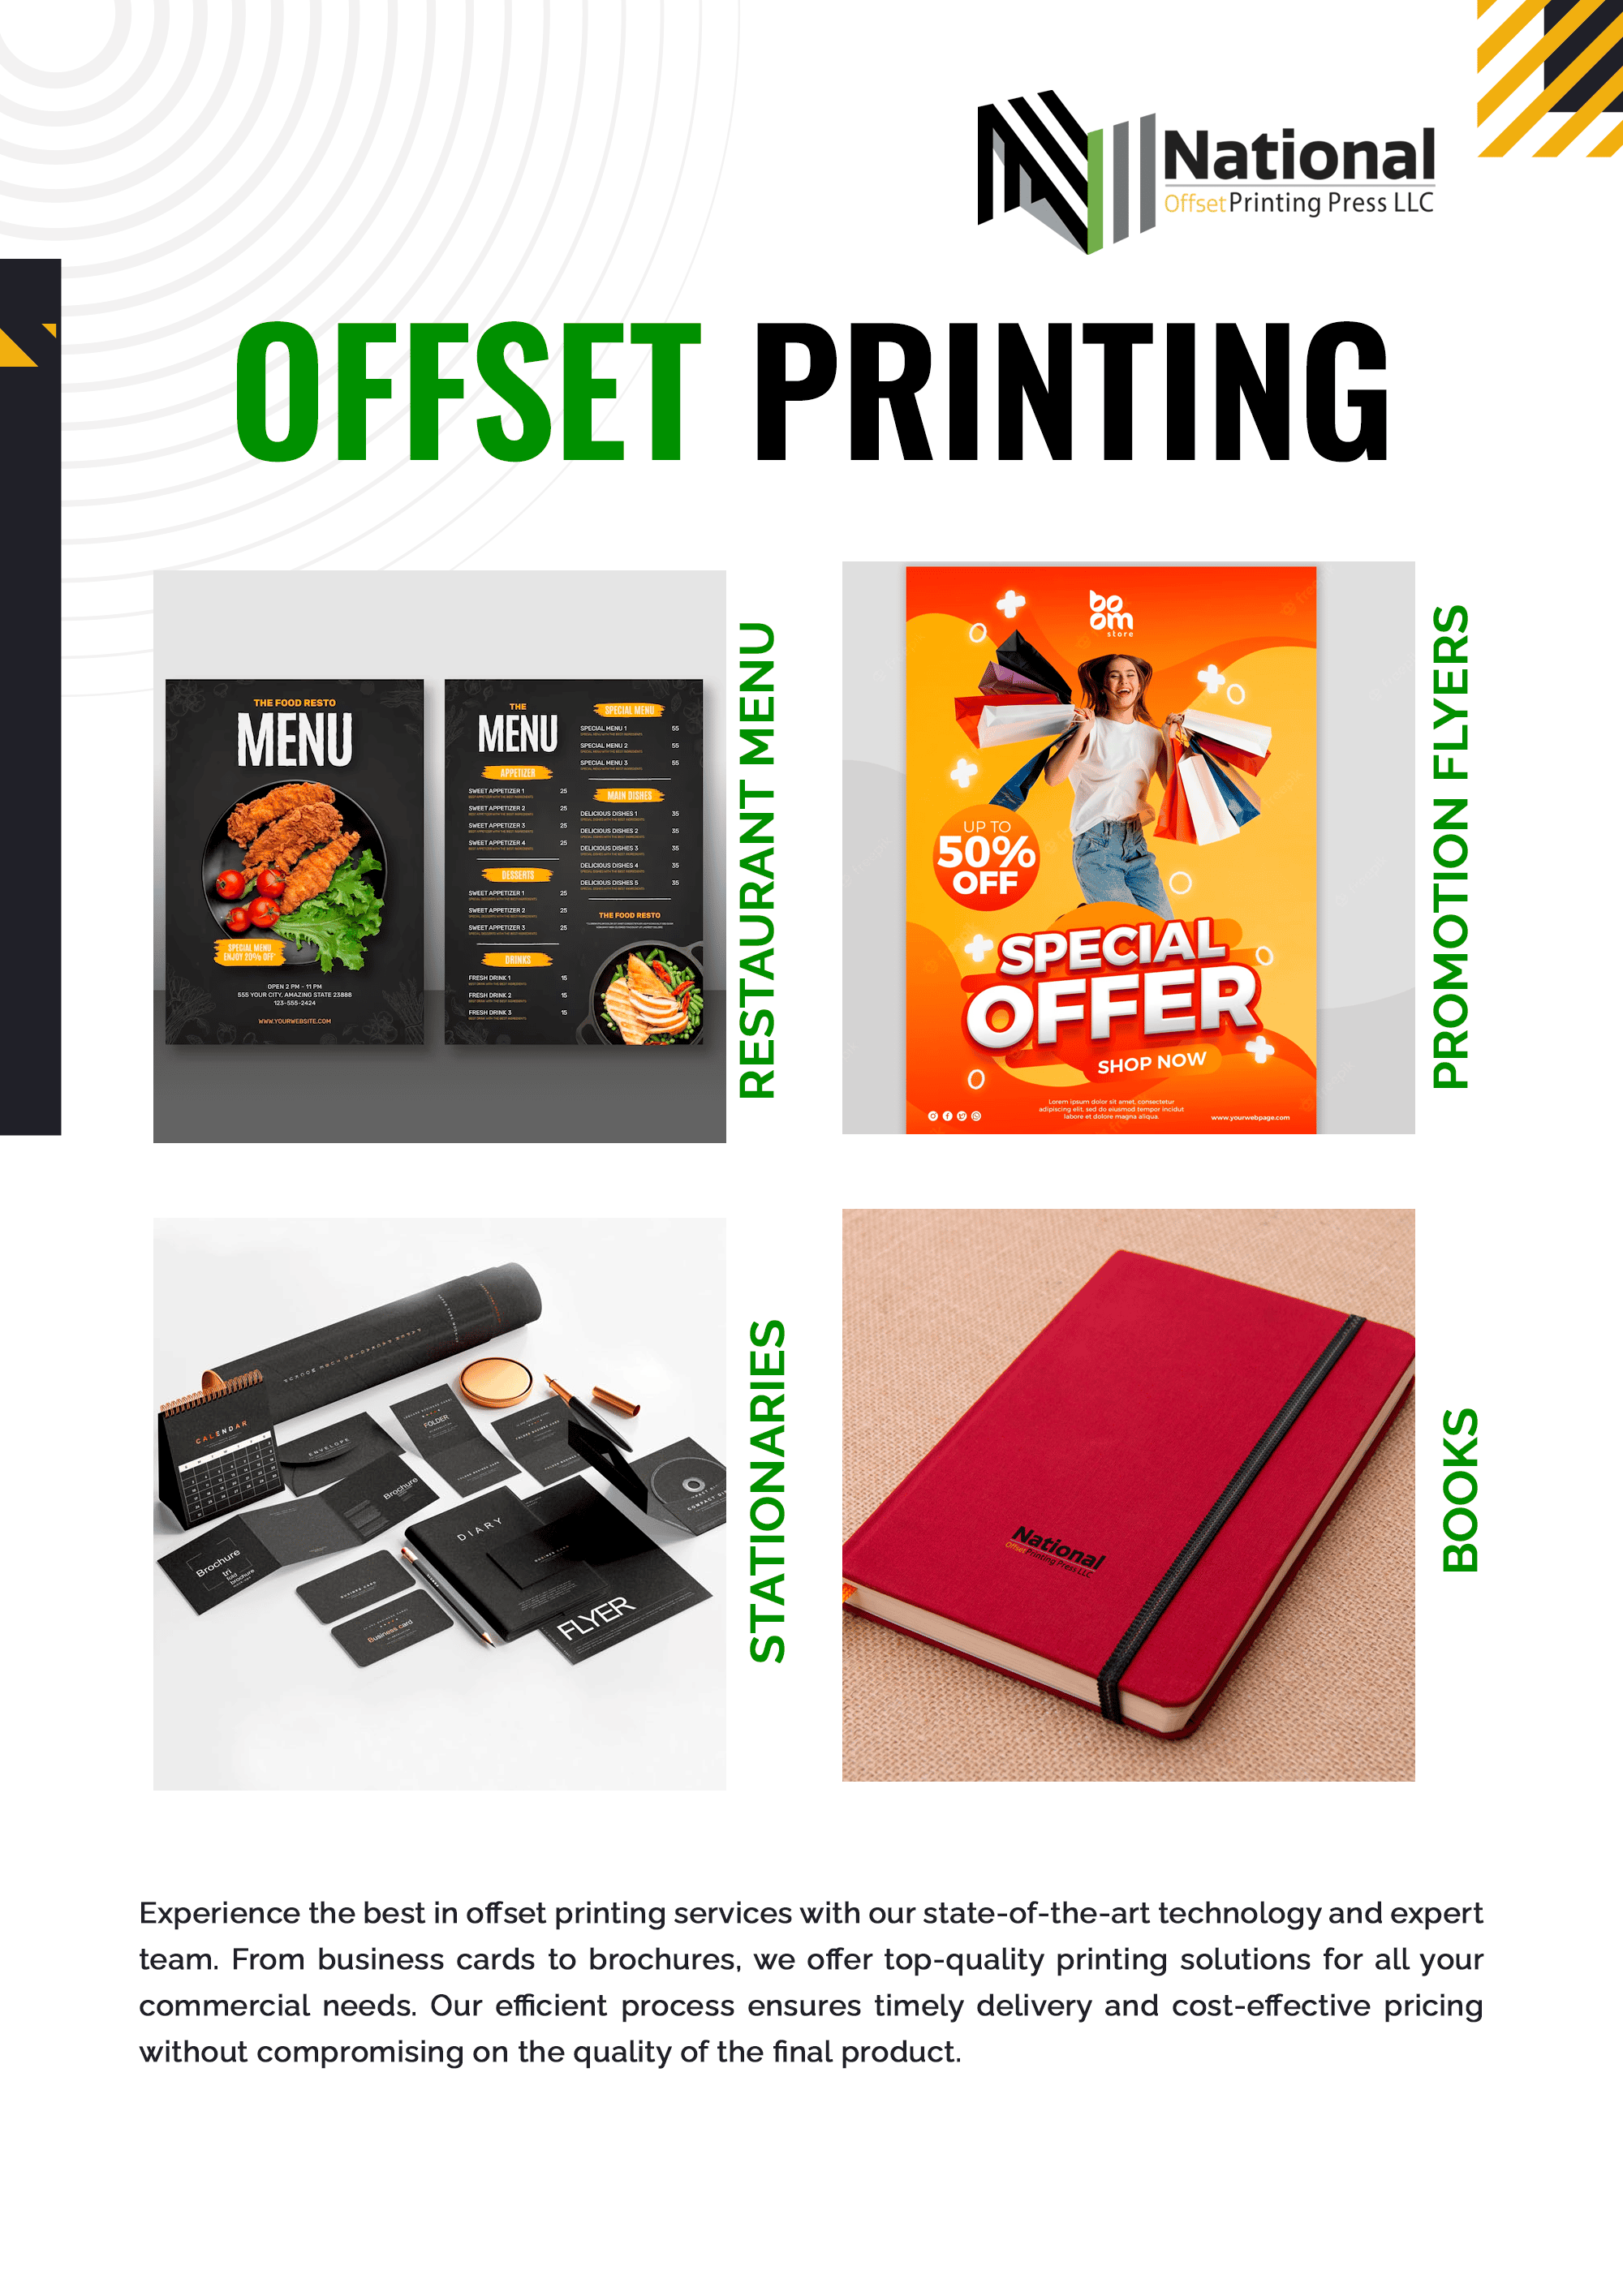 National
Offset Printing Press LLC
OFFSET PRINTING
THE FOOD RESTO
MENU
SPECIAL MENU
ENJOY 20% OFF*
OPEN 2 PM - 11 PM
555 YOUR CITY, AMAZING STATE 23888
123-555-2424
WWW.YOURWEBSITE.COM
THE
MENU
APPETIZER
SWEET APPETIZER 1 25
SWEET APPETIZER 2 25
SWEET APPETIZER 3 25
SWEET APPETIZER 4 25
DESSERTS
SWEET APPETIZER 1 25
SWEET APPETIZER 2 25
SWEET APPETIZER 3 25
DRINKS
FRESH DRINK 1 15
FRESH DRINK 2 15
FRESH DRINK 3 15
SPECIAL MENU
SPECIAL MENU 1 55
SPECIAL MENU 2 55
SPECIAL MENU 3 55
MAIN DISHES
DELICIOUS DISHES 1 35
DELICIOUS DISHES 2 35
DELICIOUS DISHES 3 35
DELICIOUS DISHES 4 35
DELICIOUS DISHES 5 35
THE FOOD RESTO
RESTAURANT MENU
boom
store
UP TO
50%
OFF
SPECIAL
OFFER
SHOP NOW
Lorem ipsum dolor sit amet, consectetur
adipiscing elit, sed do eiusmod tempor incidut
labore et dolore magna aliqua.
www.yourwebpage.com
PROMOTION FLYERS
CALENDAR
ENVELOPE
FOLDER
Brochure
Brochure
tri
fold
brochure
DIARY
BUSINESS CARD
BUSINESS CARD
Business card
FLYER
COMPACT
STATIONARIES
National
Offset Printing Press LLC
BOOKS
Experience the best in offset printing services with our state-of-the-art technology and expert
team. From business cards to brochures, we offer top-quality printing solutions for all your
commercial needs. Our efficient process ensures timely delivery and cost-effective pricing
without compromising on the quality of the final product.